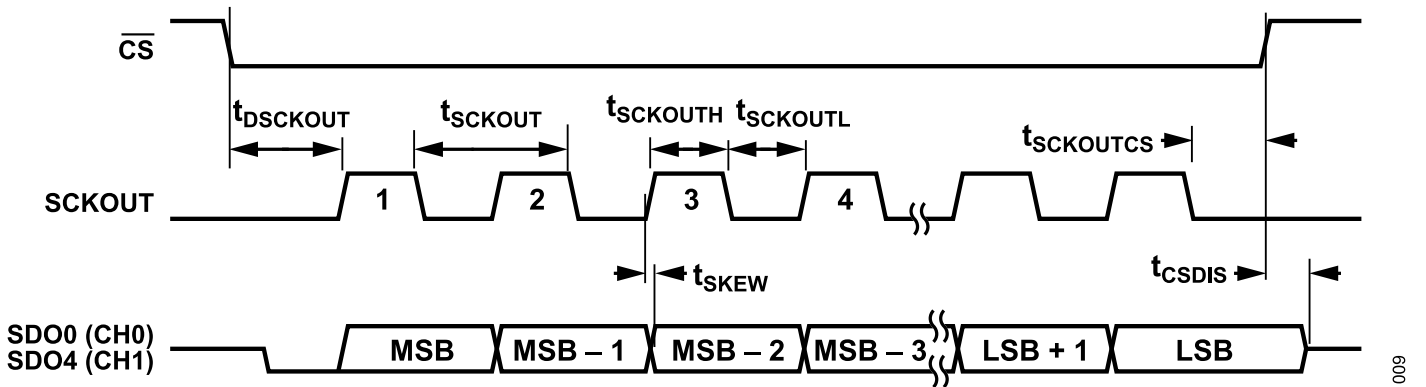 CS
tDSCKOUT
tSCKOUT
tSCKOUTH
tSCKOUTL
tSCKOUTCS
SCKOUT
1
2
3
4
tSKEW
tCSDIS
SDO0 (CH0)
SDO4 (CH1)
MSB
MSB – 1
MSB – 2
MSB – 3
LSB + 1
LSB
009